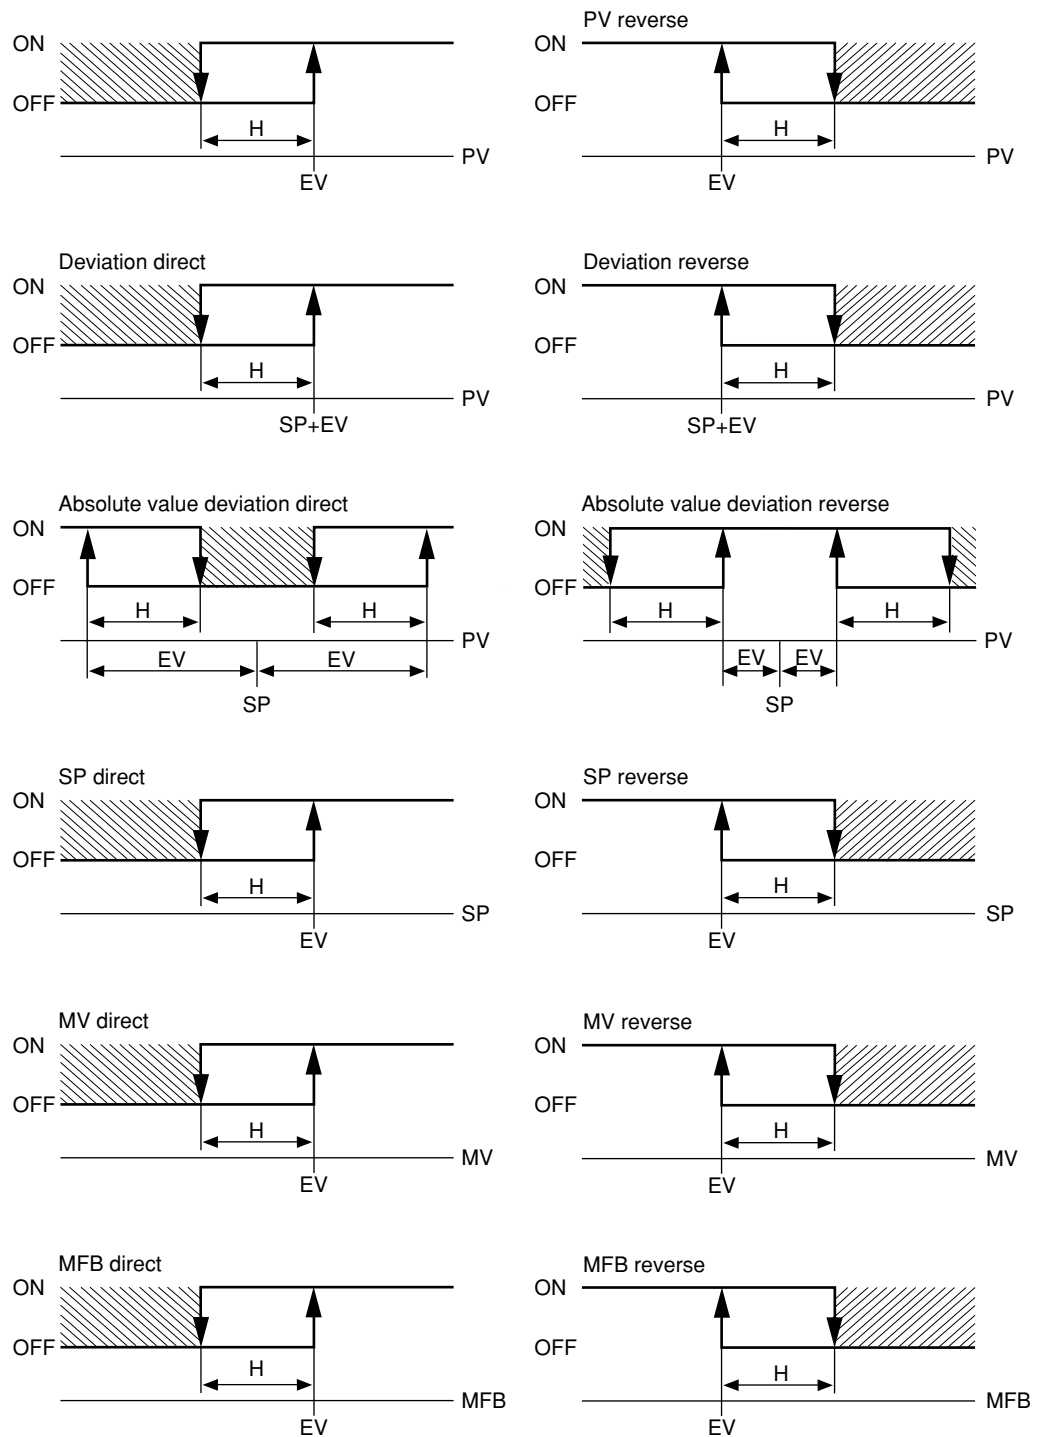 PV reverse
ON
ON
OFF
OFF
H
H
PV
PV
EV
EV
Deviation direct
Deviation reverse
ON
ON
OFF
OFF
H
H
PV
PV
SP+EV
SP+EV
Absolute value deviation direct
Absolute value deviation reverse
ON
ON
OFF
OFF
H
H
H
H
PV
PV
EV
EV
EV
EV
SP
SP
SP direct
SP reverse
ON
ON
OFF
OFF
H
H
SP
SP
EV
EV
MV direct
MV reverse
ON
ON
OFF
OFF
H
H
MV
MV
EV
EV
MFB direct
MFB reverse
ON
ON
OFF
OFF
H
H
MFB
MFB
EV
EV